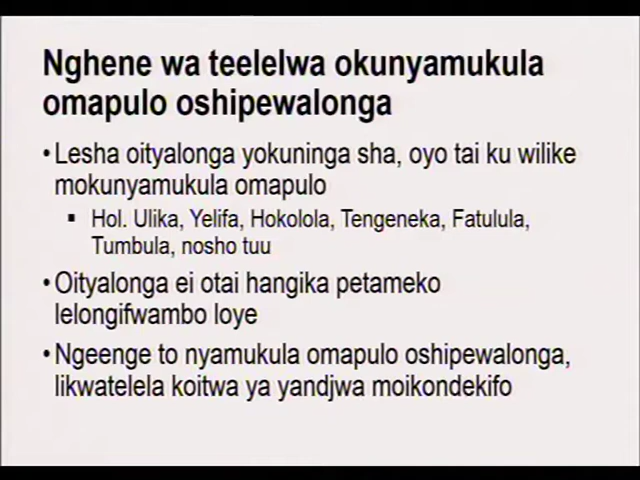 Nghene wa teelelwa okunyamukula
omapulo oshipewalonga
•Lesha oityalonga yokuninga sha, oyo tai ku wilike
mokunyamukula omapulo
▪ Hol. Ulika, Yelifa, Hokolola, Tengeneka, Fatulula,
Tumbula, nosho tuu
•Oityalonga ei otai hangika petameko
lelongifwambo loye
•Ngeenge to nyamukula omapulo oshipewalonga,
likwatelela koitwa ya yandjwa moikondekifo